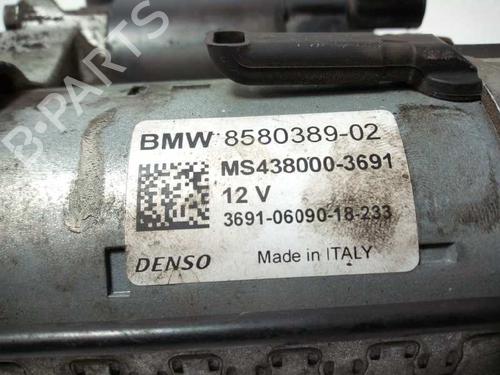 BMW 8580389-02
MS438000-3691
12 V
3691-06090-18-233
DENSO Made in ITALY
B-PARTS